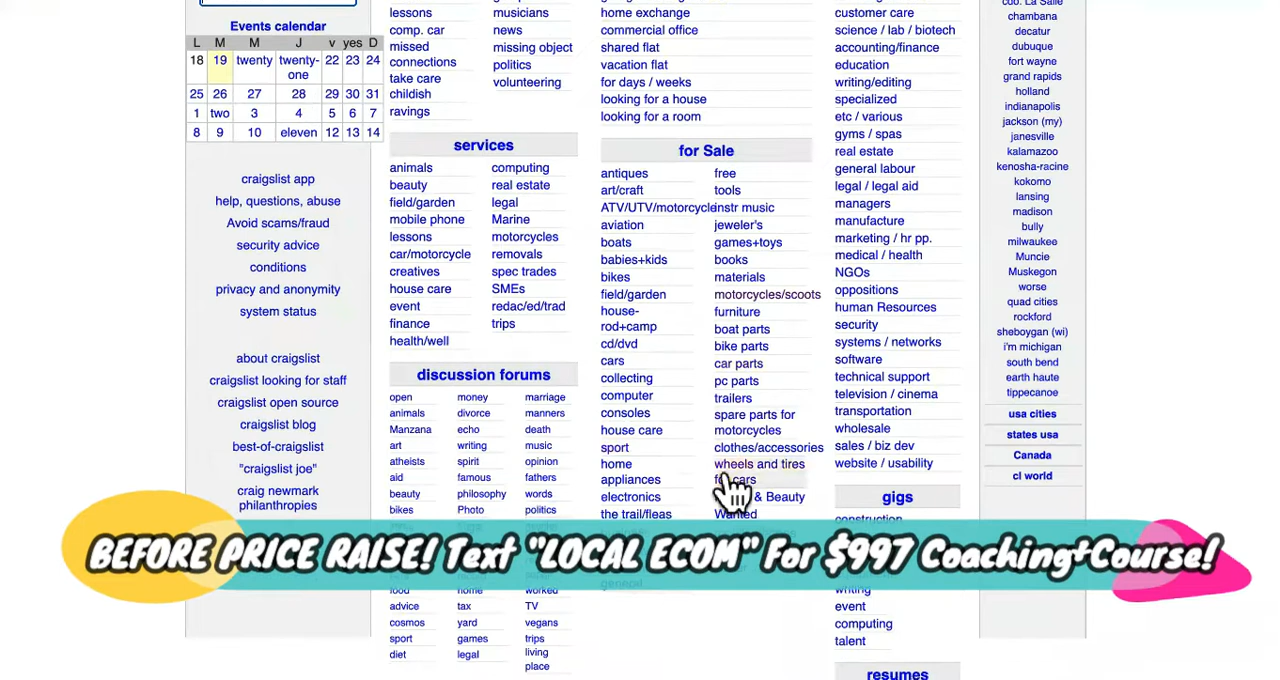 Events calendar
L M M J v yes D
18 19 twenty twenty-one 22 23 24
25 26 27 28 29 30 31
1 two 3 4 5 6 7
8 9 10 eleven 12 13 14
craigslist app
help, questions, abuse
Avoid scams/fraud
security advice
conditions
privacy and anonymity
system status
about craigslist
craigslist looking for staff
craigslist open source
craigslist blog
best-of-craigslist
"craigslist joe"
craig newmark
philanthropies
lessons
comp. car
missed
connections
take care
childish
ravings
musicians
news
missing object
politics
volunteering
services
animals
beauty
field/garden
mobile phone
lessons
car/motorcycle
creatives
house care
event
finance
health/well
computing
real estate
legal
Marine
motorcycles
removals
spec trades
SMEs
redac/ed/trad
trips
discussion forums
open
animals
Manzana
art
atheists
aid
beauty
bikes
food
advice
cosmos
sport
diet
money
divorce
echo
writing
spirit
famous
philosophy
Photo
home
tax
yard
games
legal
marriage
manners
death
music
opinion
fathers
words
politics
worked
TV
vegans
trips
living
place
home exchange
commercial office
shared flat
vacation flat
for days / weeks
looking for a house
looking for a room
for Sale
antiques
art/craft
ATV/UTV/motorcycle
aviation
boats
babies+kids
bikes
field/garden
house-
rod+camp
cd/dvd
cars
collecting
computer
consoles
house care
sport
home
appliances
electronics
the trail/fleas
free
tools
instr music
jeweler's
games+toys
books
materials
motorcycles/scoots
furniture
boat parts
bike parts
car parts
pc parts
trailers
spare parts for
motorcycles
clothes/accessories
wheels and tires
cars
& Beauty
Wanted
customer care
science / lab / biotech
accounting/finance
education
writing/editing
specialized
etc / various
gyms / spas
real estate
general labour
legal / legal aid
managers
manufacture
marketing / hr pp.
medical / health
NGOs
oppositions
human Resources
security
systems / networks
software
technical support
television / cinema
transportation
wholesale
sales / biz dev
website / usability
gigs
construction
writing
event
computing
talent
resumes
cdo. La Salle
chambana
decatur
dubuque
fort wayne
grand rapids
holland
indianapolis
jackson (my)
janesville
kalamazoo
kenosha-racine
kokomo
lansing
madison
bully
milwaukee
Muncie
Muskegon
worse
quad cities
rockford
sheboygan (wi)
i'm michigan
south bend
earth haute
tippecanoe
usa cities
states usa
Canada
cl world
BEFORE PRICE RAISE! Text "LOCAL ECOM" For $997 Coaching+Course!